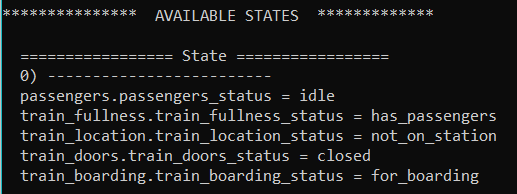 ***************  AVAILABLE STATES  *************
================= State =================
0) -------------------------
passengers.passengers_status = idle
train_fullness.train_fullness_status = has_passengers
train_location.train_location_status = not_on_station
train_doors.train_doors_status = closed
train_boarding.train_boarding_status = for_boarding